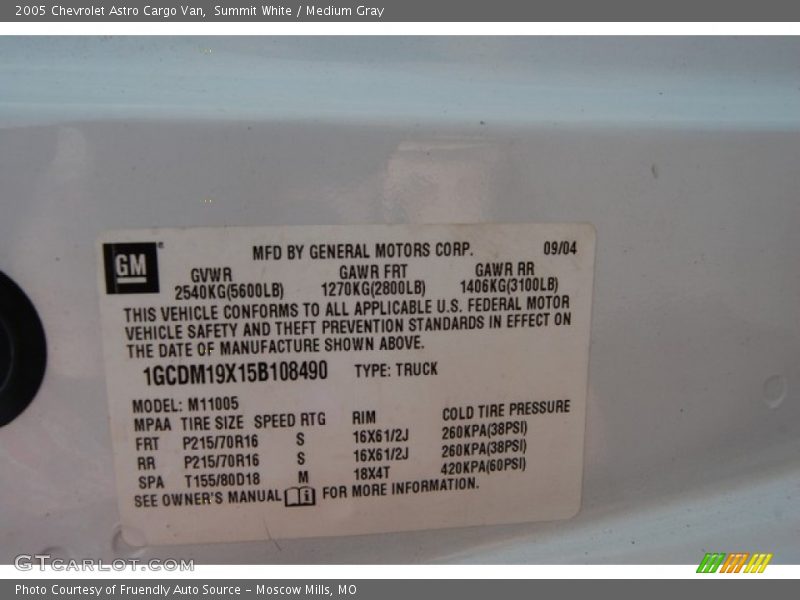 2005 Chevrolet Astro Cargo Van,  Summit White / Medium Gray
GM
MFD BY GENERAL MOTORS CORP. 09/04
GVWR GAWR FRT GAWR RR
2540KG(5600LB) 1270KG(2800LB) 1406KG(3100LB)
THIS VEHICLE CONFORMS TO ALL APPLICABLE U.S. FEDERAL MOTOR
VEHICLE SAFETY AND THEFT PREVENTION STANDARDS IN EFFECT ON
THE DATE OF MANUFACTURE SHOWN ABOVE.
1GCDM19X15B108490 TYPE: TRUCK
MODEL: M11005
MPAA TIRE SIZE SPEED RTG RIM COLD TIRE PRESSURE
FRT P215/70R16 S 16X61/2J 260KPA(38PSI)
RR P215/70R16 S 16X61/2J 260KPA(38PSI)
SPA T155/80D18 M 18X4T 420KPA(60PSI)
SEE OWNER'S MANUAL FOR MORE INFORMATION.
GTCARLOT.COM
Photo Courtesy of Fruendly Auto Source – Moscow Mills, MO